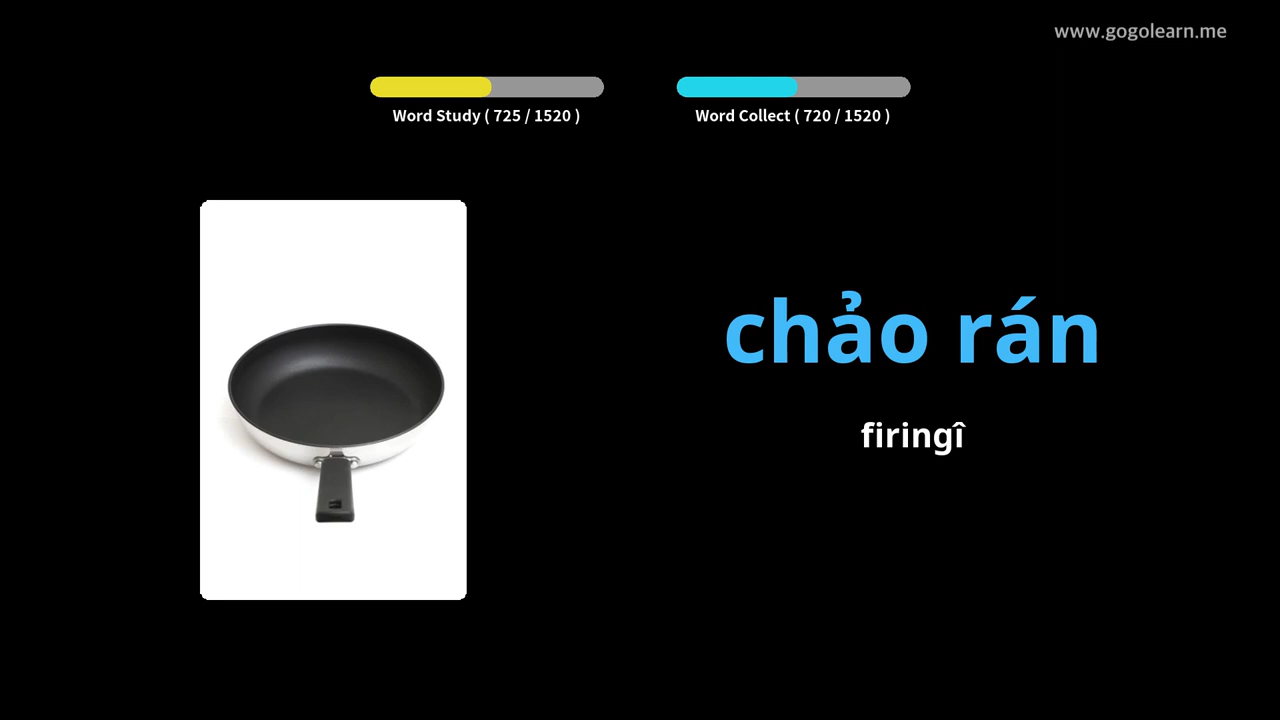 www.gogolearn.me
Word Study ( 725 / 1520 )
Word Collect ( 720 / 1520 )
chảo rán
firingî